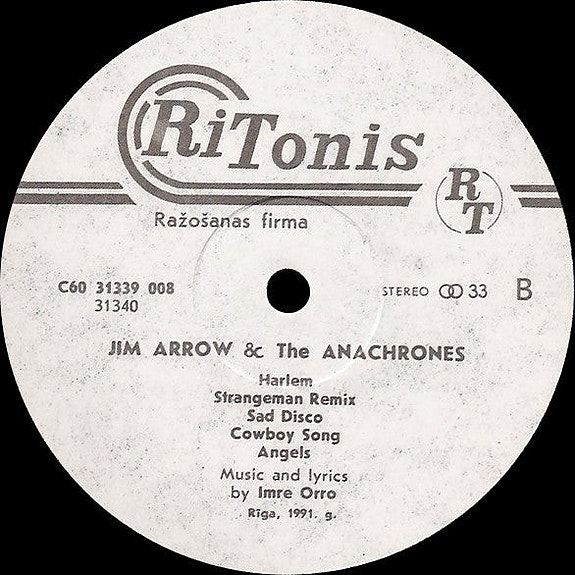 RiTonis
RT
Ražošanas firma
C60 31339 008
31340
STEREO 33 B
JIM ARROW & The ANACHRONES
Harlem
Strangeman Remix
Sad Disco
Cowboy Song
Angels
Music and lyrics
by Imre Orro
Rīga, 1991. g.